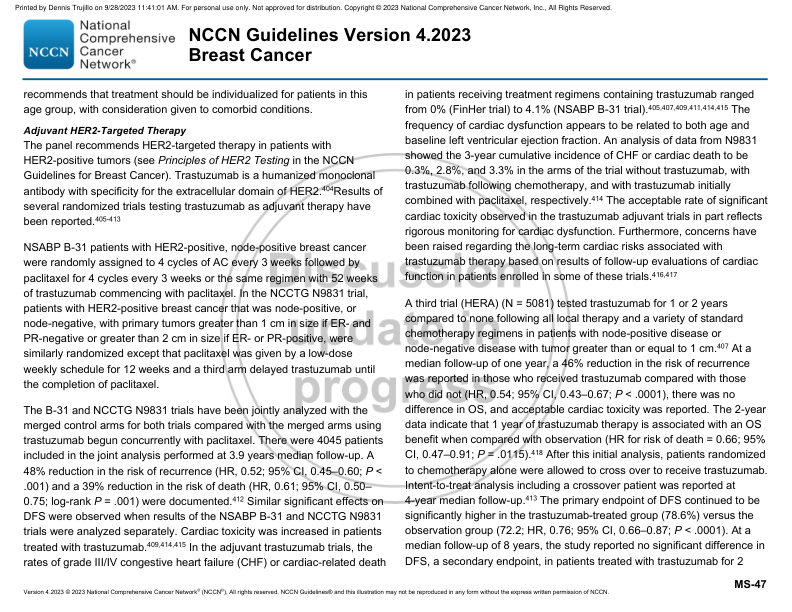 Printed by Dennis Trujillo on 9/28/2023 11:41:01 AM. For personal use only. Not approved for distribution. Copyright © 2023 National Comprehensive Cancer Network, Inc., All Rights Reserved.
NCCN
National
Comprehensive
Cancer
Network®
NCCN Guidelines Version 4.2023
Breast Cancer
recommends that treatment should be individualized for patients in this
age group, with consideration given to comorbid conditions.
Adjuvant HER2-Targeted Therapy
The panel recommends HER2-targeted therapy in patients with
HER2-positive tumors (see Principles of HER2 Testing in the NCCN
Guidelines for Breast Cancer). Trastuzumab is a humanized monoclonal
antibody with specificity for the extracellular domain of HER2.404Results of
several randomized trials testing trastuzumab as adjuvant therapy have
been reported.405-413
NSABP B-31 patients with HER2-positive, node-positive breast cancer
were randomly assigned to 4 cycles of AC every 3 weeks followed by
paclitaxel for 4 cycles every 3 weeks or the same regimen with 52 weeks
of trastuzumab commencing with paclitaxel. In the NCCTG N9831 trial,
patients with HER2-positive breast cancer that was node-positive, or
node-negative, with primary tumors greater than 1 cm in size if ER- and
PR-negative or greater than 2 cm in size if ER- or PR-positive, were
similarly randomized except that paclitaxel was given by a low-dose
weekly schedule for 12 weeks and a third arm delayed trastuzumab until
the completion of paclitaxel.
The B-31 and NCCTG N9831 trials have been jointly analyzed with the
merged control arms for both trials compared with the merged arms using
trastuzumab begun concurrently with paclitaxel. There were 4045 patients
included in the joint analysis performed at 3.9 years median follow-up. A
48% reduction in the risk of recurrence (HR, 0.52; 95% CI, 0.45–0.60; P <
.001) and a 39% reduction in the risk of death (HR, 0.61; 95% CI, 0.50–
0.75; log-rank P = .001) were documented.412 Similar significant effects on
DFS were observed when results of the NSABP B-31 and NCCTG N9831
trials were analyzed separately. Cardiac toxicity was increased in patients
treated with trastuzumab.409,414,415 In the adjuvant trastuzumab trials, the
rates of grade III/IV congestive heart failure (CHF) or cardiac-related death
in patients receiving treatment regimens containing trastuzumab ranged
from 0% (FinHer trial) to 4.1% (NSABP B-31 trial).405,407,409,411,414,415 The
frequency of cardiac dysfunction appears to be related to both age and
baseline left ventricular ejection fraction. An analysis of data from N9831
showed the 3-year cumulative incidence of CHF or cardiac death to be
0.3%, 2.8%, and 3.3% in the arms of the trial without trastuzumab, with
trastuzumab following chemotherapy, and with trastuzumab initially
combined with paclitaxel, respectively.414 The acceptable rate of significant
cardiac toxicity observed in the trastuzumab adjuvant trials in part reflects
rigorous monitoring for cardiac dysfunction. Furthermore, concerns have
been raised regarding the long-term cardiac risks associated with
trastuzumab therapy based on results of follow-up evaluations of cardiac
function in patients enrolled in some of these trials.416,417
A third trial (HERA) (N = 5081) tested trastuzumab for 1 or 2 years
compared to none following all local therapy and a variety of standard
chemotherapy regimens in patients with node-positive disease or
node-negative disease with tumor greater than or equal to 1 cm.407 At a
median follow-up of one year, a 46% reduction in the risk of recurrence
was reported in those who received trastuzumab compared with those
who did not (HR, 0.54; 95% CI, 0.43–0.67; P < .0001), there was no
difference in OS, and acceptable cardiac toxicity was reported. The 2-year
data indicate that 1 year of trastuzumab therapy is associated with an OS
benefit when compared with observation (HR for risk of death = 0.66; 95%
CI, 0.47–0.91; P = .0115).418 After this initial analysis, patients randomized
to chemotherapy alone were allowed to cross over to receive trastuzumab.
Intent-to-treat analysis including a crossover patient was reported at
4-year median follow-up.413 The primary endpoint of DFS continued to be
significantly higher in the trastuzumab-treated group (78.6%) versus the
observation group (72.2; HR, 0.76; 95% CI, 0.66–0.87; P < .0001). At a
median follow-up of 8 years, the study reported no significant difference in
DFS, a secondary endpoint, in patients treated with trastuzumab for 2
Discussion
update in
progress
MS-47
Version 4.2023 © 2023 National Comprehensive Cancer Network® (NCCN®), All rights reserved. NCCN Guidelines® and this illustration may not be reproduced in any form without the express written permission of NCCN.